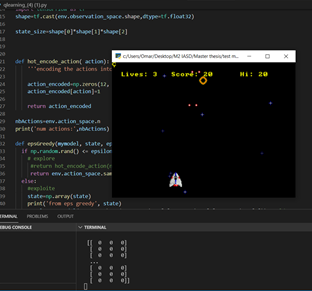 qlearning_(4) (1).py
shape=tf.cast(env.observation_space.shape,dtype=tf.float32)
state_size=shape[0]*shape[1]*shape[2]
c:/Users/Omar/Desktop/M2 IASD/Master thesis/test m...
Lives: 3 . Score: 20 Hi: 20
def hot_encode_action( action):
'''encoding the actions into
action_encoded=np.zeros(12,
action_encoded[action]=1
return action_encoded
nbActions=env.action_space.n
print('num actions:',nbActions)
def epsGreedy(mymodel, state, eps
if np.random.rand() <= epsilon
# explore
#return hot_encode_action(r
return env.action_space.sam
else:
#exploite
state=np.array(state)
print('from eps greedy', state)
TERMINAL PROBLEMS OUTPUT
DEBUG CONSOLE
TERMINAL
[[ 0 0 0]
[ 0 0 0]
[ 0 0 0]
...
[ 0 0 0]
[ 0 0 0]
[ 0 0 0]]